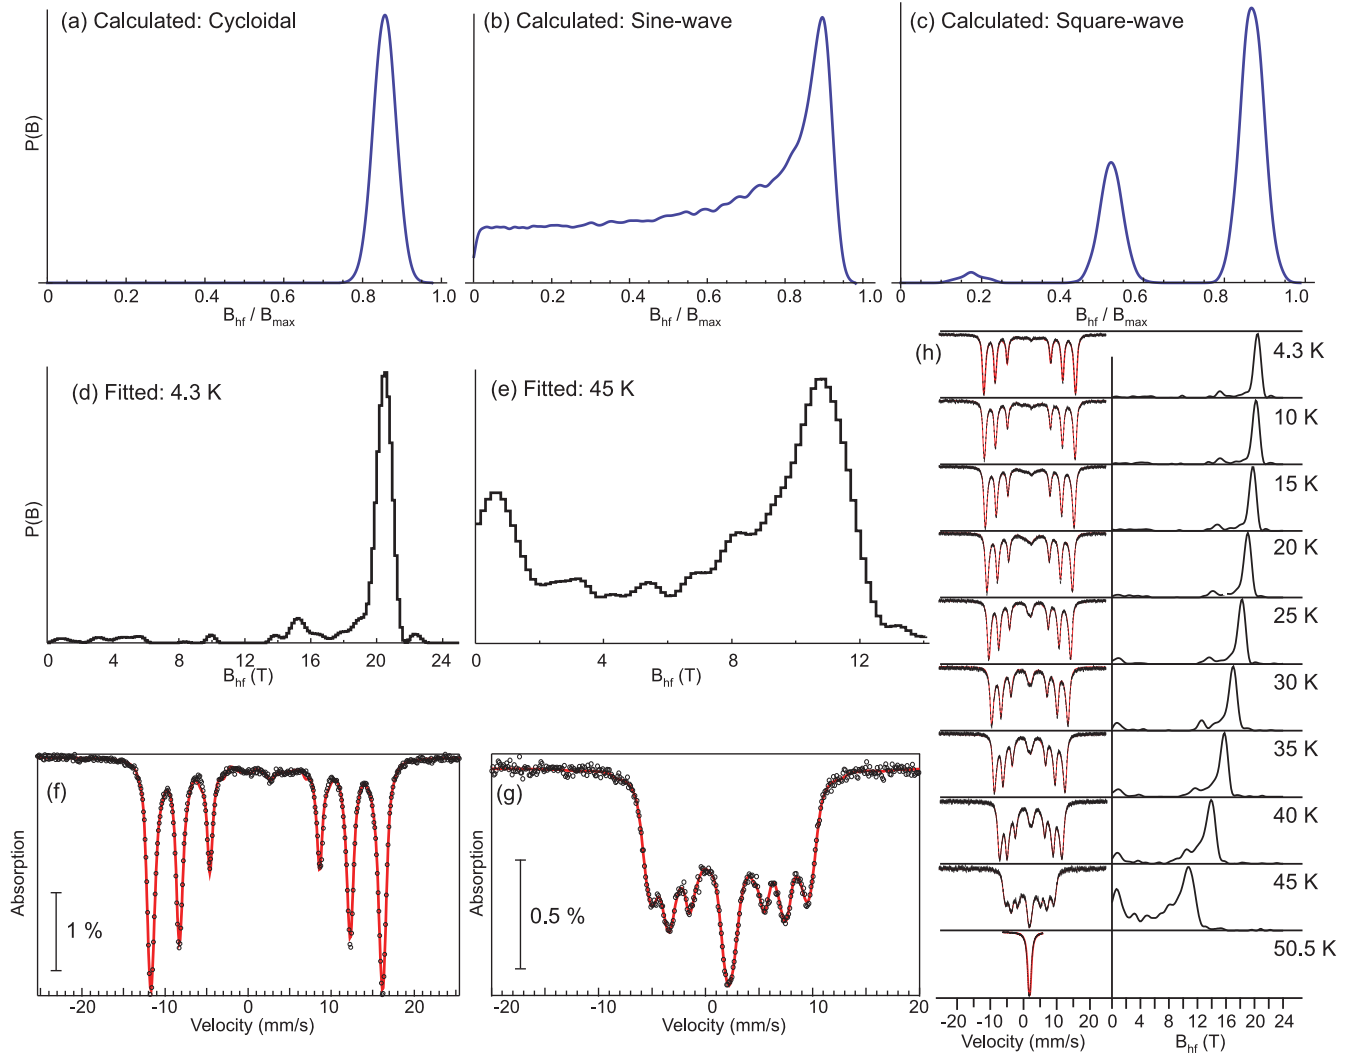 (a) Calculated: Cycloidal
(b) Calculated: Sine-wave
(c) Calculated: Square-wave
P(B)
0 0.2 0.4 0.6 0.8 1.0
B_hf / B_max
0 0.2 0.4 0.6 0.8 1.0
B_hf / B_max
0 0.2 0.4 0.6 0.8 1.0
B_hf / B_max
(d) Fitted: 4.3 K
P(B)
0 4 8 12 16 20 24
B_hf (T)
(e) Fitted: 45 K
0 4 8 12
B_hf (T)
(f)
Absorption
1 %
-20 -10 0 10 20
Velocity (mm/s)
(g)
Absorption
0.5 %
-20 -10 0 10 20
Velocity (mm/s)
(h)
4.3 K
10 K
15 K
20 K
25 K
30 K
35 K
40 K
45 K
50.5 K
-20 -10 0 10 20
Velocity (mm/s)
0 4 8 12 16 20 24
B_hf (T)